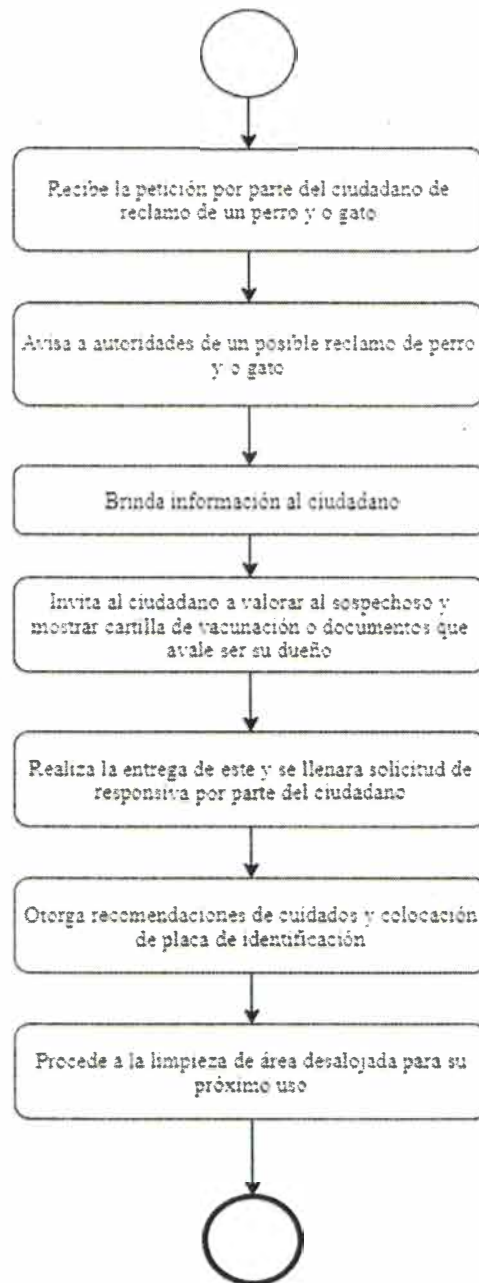 Recibe la petición por parte del ciudadano de
reclamo de un perro y o gato
Avisa a autoridades de un posible reclamo de perro
y o gato
Brinda información al ciudadano
Invita al ciudadano a valorar al sospechoso y
mostrar cartilla de vacunación o documentos que
avale ser su dueño
Realiza la entrega de este y se llenara solicitud de
responsiva por parte del ciudadano
Otorga recomendaciones de cuidados y colocación
de placa de identificación
Procede a la limpieza de área desalojada para su
próximo uso